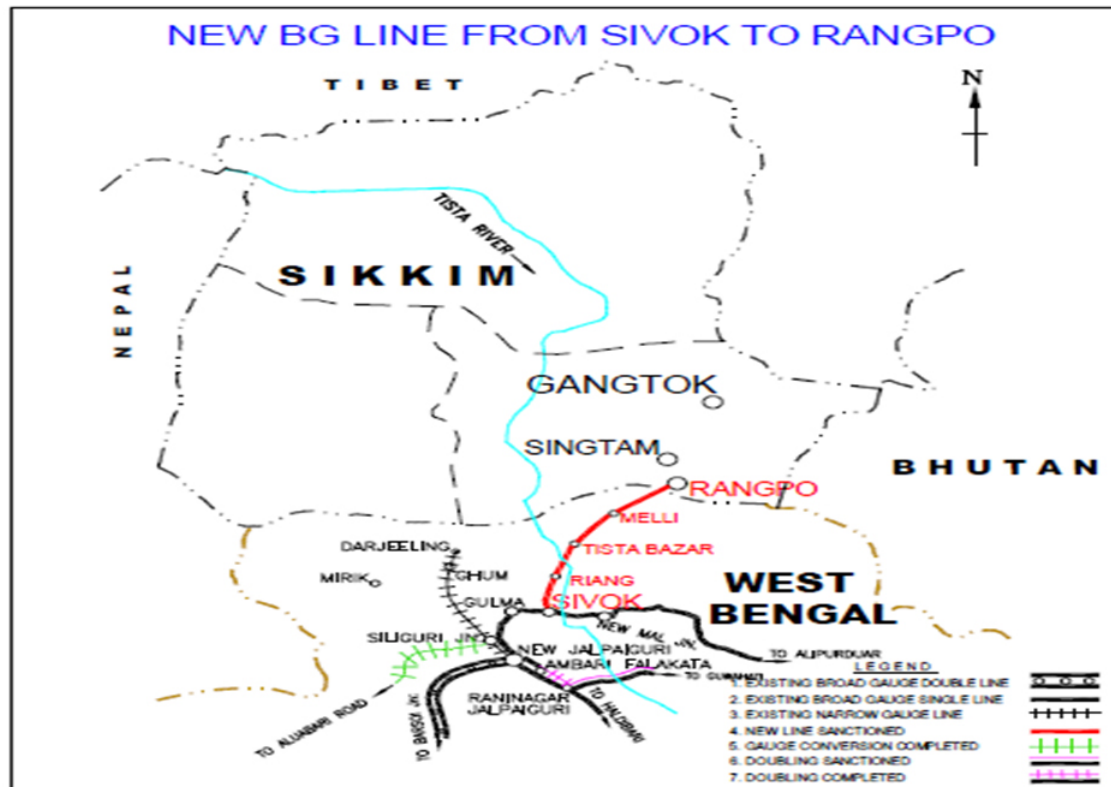 NEW BG LINE FROM SIVOK TO RANGPO
TIBET
N
TISTA RIVER
SIKKIM
NEPAL
GANGTOK
SINGTAM
BHUTAN
RANGPO
MELLI
DARJEELING
TISTA BAZAR
MIRIK
GHUM
RIANG
WEST
BENGAL
GULMA
SIVOK
NEW MAL JN.
SILIGURI JN.
NEW JALPAIGURI
TO ALIPURDUAR
AMBARI FALAKATA
TO GUWAHATI
RANINAGAR
JALPAIGURI
TO HALDIBARI
TO ALUABARI ROAD
TO BARSOI JN.
LEGEND
1. EXISTING BROAD GAUGE DOUBLE LINE
2. EXISTING BROAD GAUGE SINGLE LINE
3. EXISTING NARROW GAUGE LINE
4. NEW LINE SANCTIONED
5. GAUGE CONVERSION COMPLETED
6. DOUBLING SANCTIONED
7. DOUBLING COMPLETED